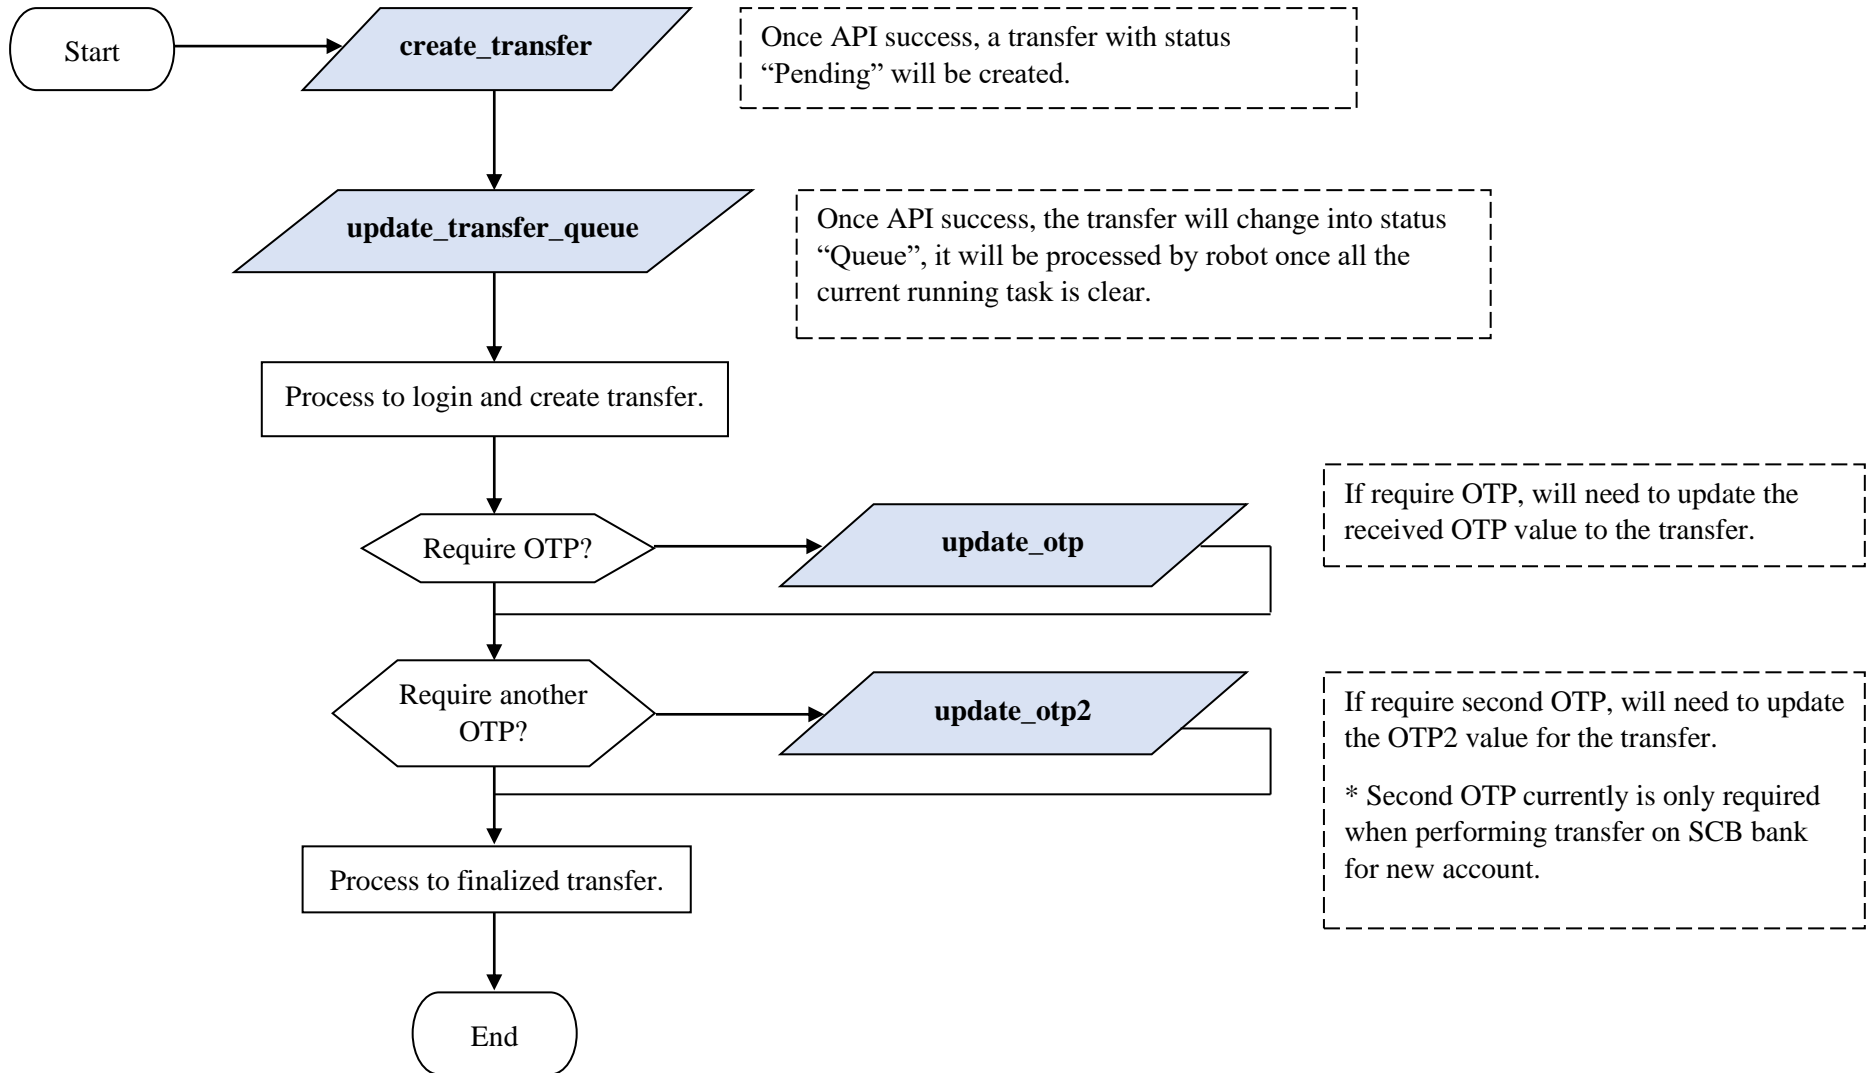 Start
create_transfer
Once API success, a transfer with status
“Pending” will be created.
update_transfer_queue
Once API success, the transfer will change into status
“Queue”, it will be processed by robot once all the
current running task is clear.
Process to login and create transfer.
Require OTP?
update_otp
If require OTP, will need to update the
received OTP value to the transfer.
Require another
OTP?
update_otp2
If require second OTP, will need to update
the OTP2 value for the transfer.
* Second OTP currently is only required
when performing transfer on SCB bank
for new account.
Process to finalized transfer.
End